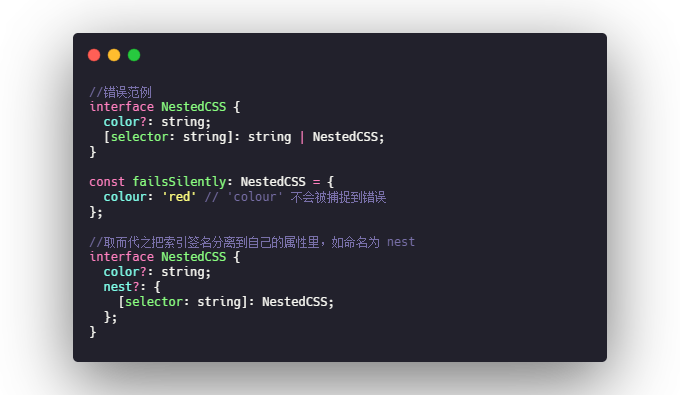 //错误范例
interface NestedCSS {
  color?: string;
  [selector: string]: string | NestedCSS;
}
const failsSilently: NestedCSS = {
  colour: 'red' // 'colour' 不会被捕捉到错误
};
//取而代之把索引签名分离到自己的属性里，如命名为 nest
interface NestedCSS {
  color?: string;
  nest?: {
    [selector: string]: NestedCSS;
  };
}